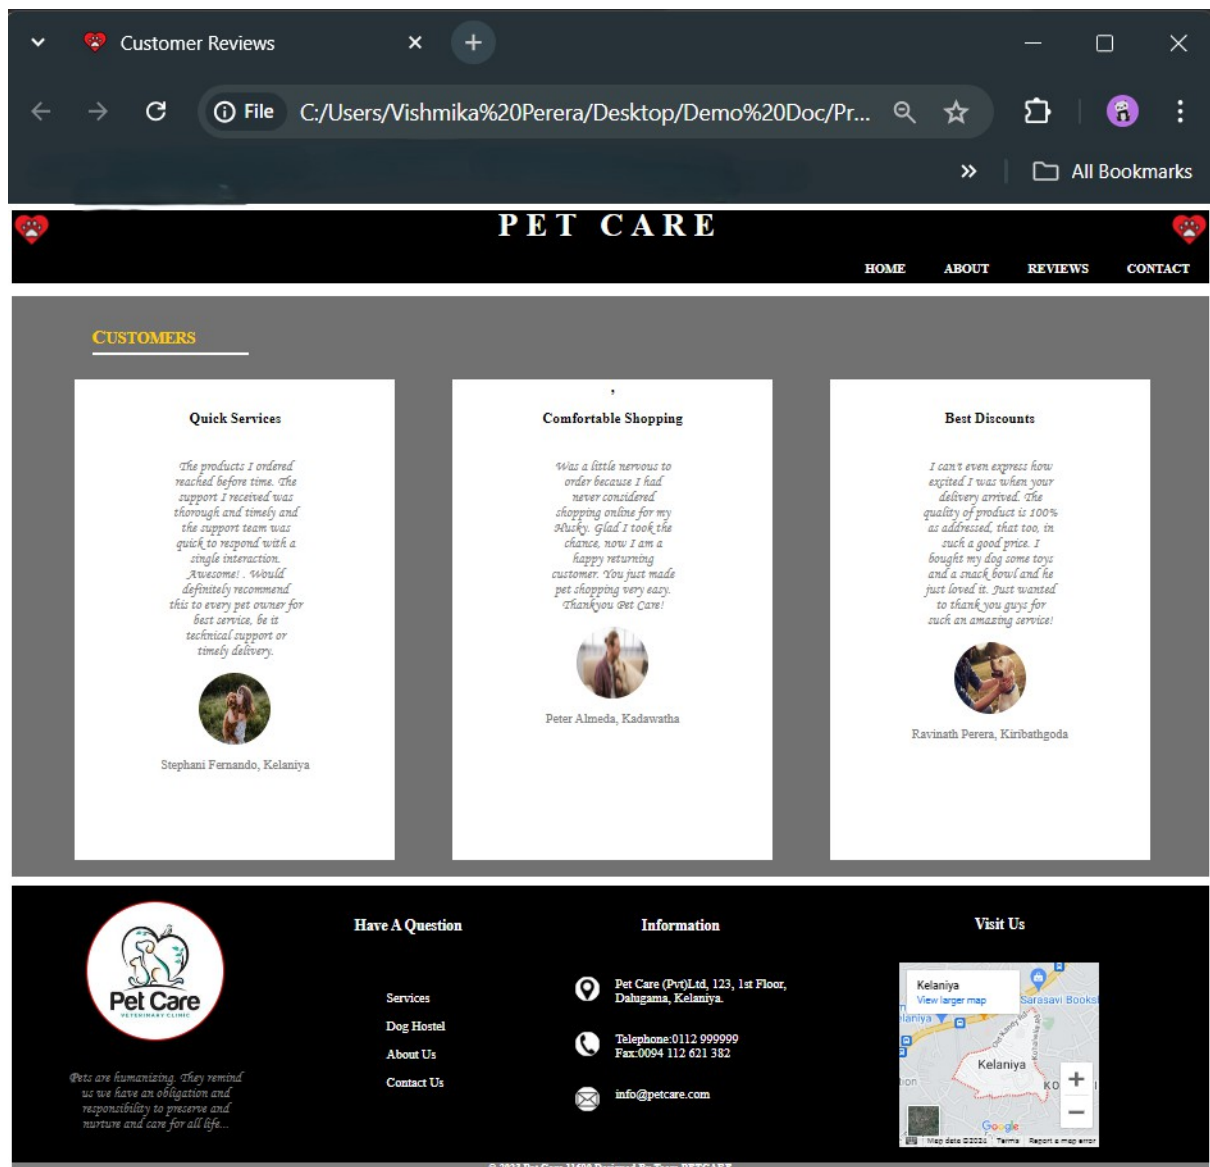 Customer Reviews
File C:/Users/Vishmika%20Perera/Desktop/Demo%20Doc/Pr...
All Bookmarks
PET CARE
HOME ABOUT REVIEWS CONTACT
CUSTOMERS
Quick Services
The products I ordered
reached before time. The
support I received was
thorough and timely and
the support team was
quick to respond with a
single interaction.
Awesome! . Would
definitely recommend
this to every pet owner for
best service, be it
technical support or
timely delivery.
Stephani Fernando, Kelaniya
,
Comfortable Shopping
Was a little nervous to
order because I had
never considered
shopping online for my
Husky. Glad I took the
chance, now I am a
happy returning
customer. You just made
pet shopping very easy.
Thankyou Pet Care!
Peter Almeda, Kadawatha
Best Discounts
I can't even express how
excited I was when your
delivery arrived. The
quality of product is 100%
as addressed, that too, in
such a good price. I
bought my dog some toys
and a snack bowl and he
just loved it. Just wanted
to thank you guys for
such an amazing service!
Ravinath Perera, Kiribathgoda
Pet Care
VETERINARY CLINIC
Pets are humanizing. They remind
us we have an obligation and
responsibility to preserve and
nurture and care for all life...
Have A Question
Services
Dog Hostel
About Us
Contact Us
Information
Pet Care (Pvt)Ltd, 123, 1st Floor,
Dalugama, Kelaniya.
Telephone:0112 999999
Fax:0094 112 621 382
info@petcare.com
Visit Us
Kelaniya
View larger map
Sarasavi Books
elaniya
Old Kandy Rd
Kelaniya
KO
Google
Map data ©2024 Terms Report a map error